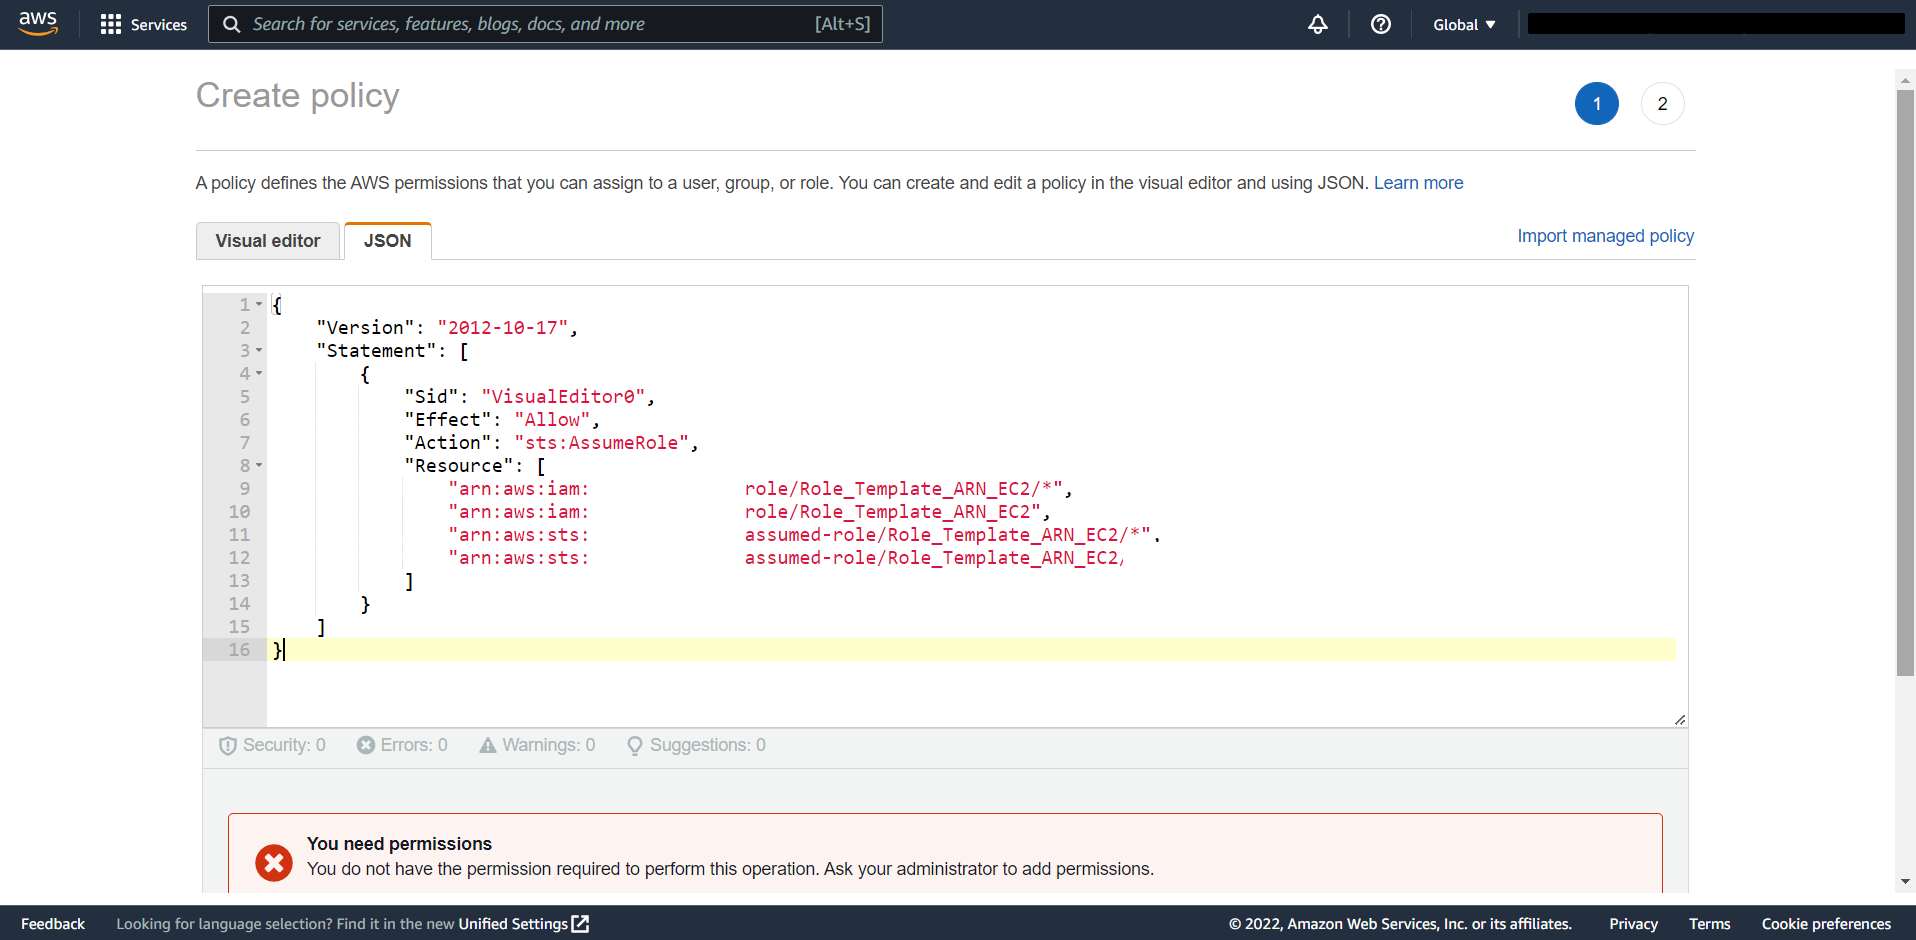 aws Services Search for services, features, blogs, docs, and more [Alt+S] Global ▼
Create policy 1 2
A policy defines the AWS permissions that you can assign to a user, group, or role. You can create and edit a policy in the visual editor and using JSON. Learn more
Visual editor JSON Import managed policy
1 {
2 "Version": "2012-10-17",
3 "Statement": [
4 {
5 "Sid": "VisualEditor0",
6 "Effect": "Allow",
7 "Action": "sts:AssumeRole",
8 "Resource": [
9 "arn:aws:iam: role/Role_Template_ARN_EC2/*",
10 "arn:aws:iam: role/Role_Template_ARN_EC2",
11 "arn:aws:sts: assumed-role/Role_Template_ARN_EC2/*",
12 "arn:aws:sts: assumed-role/Role_Template_ARN_EC2/
13 ]
14 }
15 ]
16 }
Security: 0 Errors: 0 Warnings: 0 Suggestions: 0
You need permissions
You do not have the permission required to perform this operation. Ask your administrator to add permissions.
Feedback Looking for language selection? Find it in the new Unified Settings © 2022, Amazon Web Services, Inc. or its affiliates. Privacy Terms Cookie preferences